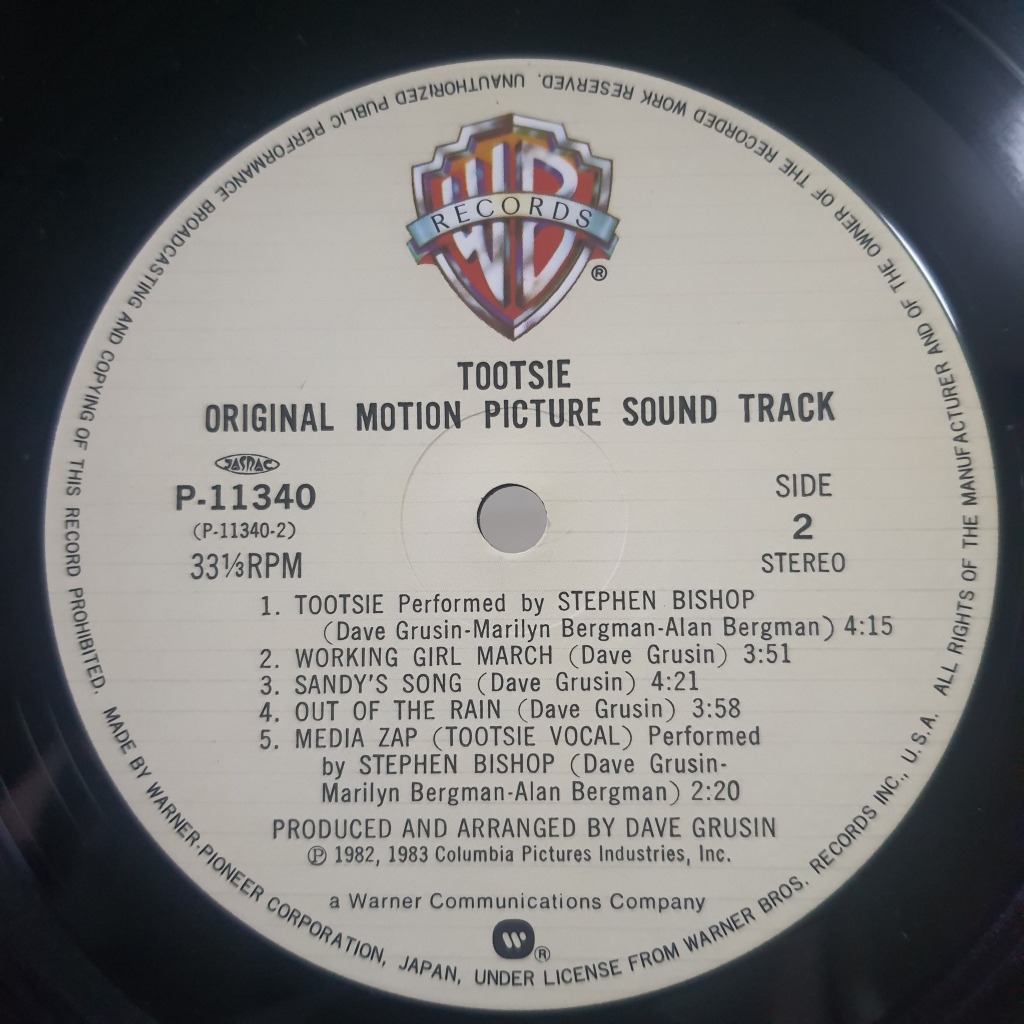 WB
RECORDS
®
TOOTSIE
ORIGINAL MOTION PICTURE SOUND TRACK
JASRAC
P-11340
(P-11340-2)
33⅓RPM
SIDE
2
STEREO
1. TOOTSIE Performed by STEPHEN BISHOP
(Dave Grusin-Marilyn Bergman-Alan Bergman) 4:15
2. WORKING GIRL MARCH (Dave Grusin) 3:51
3. SANDY'S SONG (Dave Grusin) 4:21
4. OUT OF THE RAIN (Dave Grusin) 3:58
5. MEDIA ZAP (TOOTSIE VOCAL) Performed
by STEPHEN BISHOP (Dave Grusin-
Marilyn Bergman-Alan Bergman) 2:20
PRODUCED AND ARRANGED BY DAVE GRUSIN
℗ 1982, 1983 Columbia Pictures Industries, Inc.
a Warner Communications Company
®
MADE BY WARNER-PIONEER CORPORATION, JAPAN, UNDER LICENSE FROM WARNER BROS. RECORDS INC., U.S.A. ALL RIGHTS OF THE MANUFACTURER AND OF THE OWNER OF THE RECORDED WORK RESERVED. UNAUTHORIZED PUBLIC PERFORMANCE BROADCASTING AND COPYING OF THIS RECORD PROHIBITED.